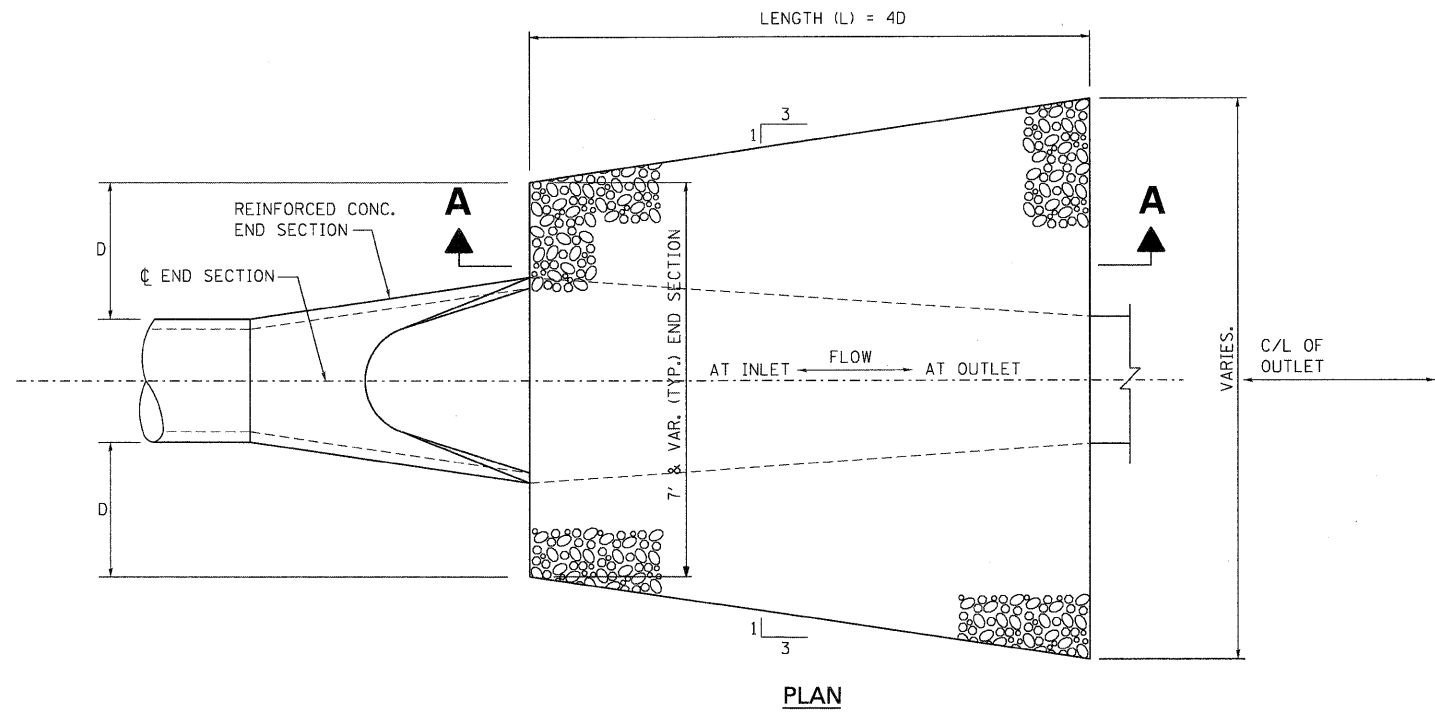 LENGTH (L) = 4D
3
1
A
A
REINFORCED CONC.
END SECTION
D
℄ END SECTION
7' & VAR. (TYP.) END SECTION
AT INLET
FLOW
AT OUTLET
VARIES.
C/L OF
OUTLET
D
1
3
PLAN